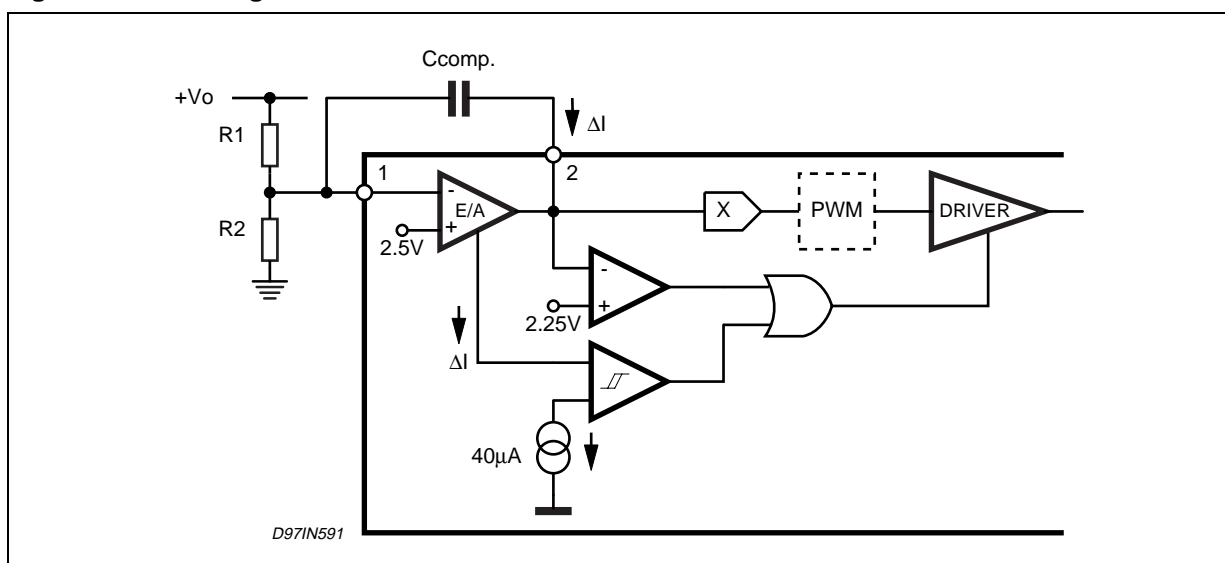 Ccomp.
+Vo
ΔI
R1
1
2
-
E/A
+
X
PWM
DRIVER
R2
2.5V
-
+
2.25V
ΔI
40μA
D97IN591